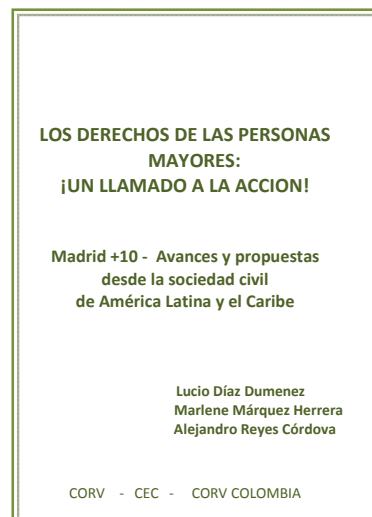 LOS DERECHOS DE LAS PERSONAS
MAYORES:
¡UN LLAMADO A LA ACCION!
Madrid +10 - Avances y propuestas
desde la sociedad civil
de América Latina y el Caribe
Lucio Díaz Dumenez
Marlene Márquez Herrera
Alejandro Reyes Córdova
CORV - CEC - CORV COLOMBIA